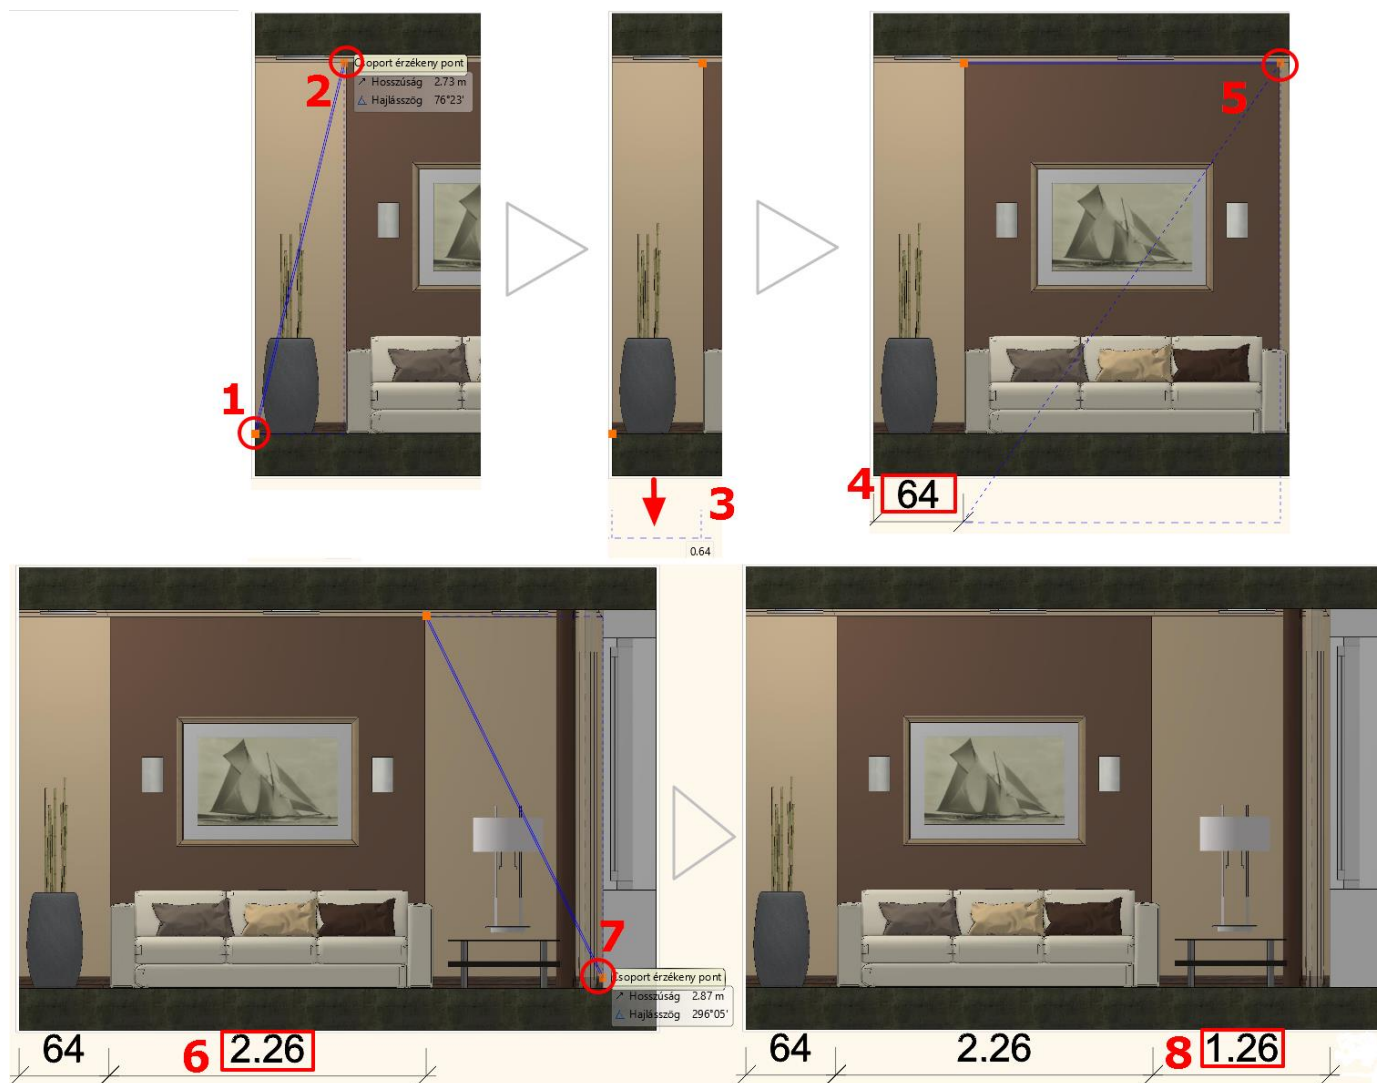 2
Csoport érzékeny pont
Hosszúság 2.73 m
Hajlásszög 76°23'
1
3
0.64
5
4
64
7
Csoport érzékeny pont
Hosszúság 2.87 m
Hajlásszög 296°05'
64
6
2.26
64
2.26
8
1.26